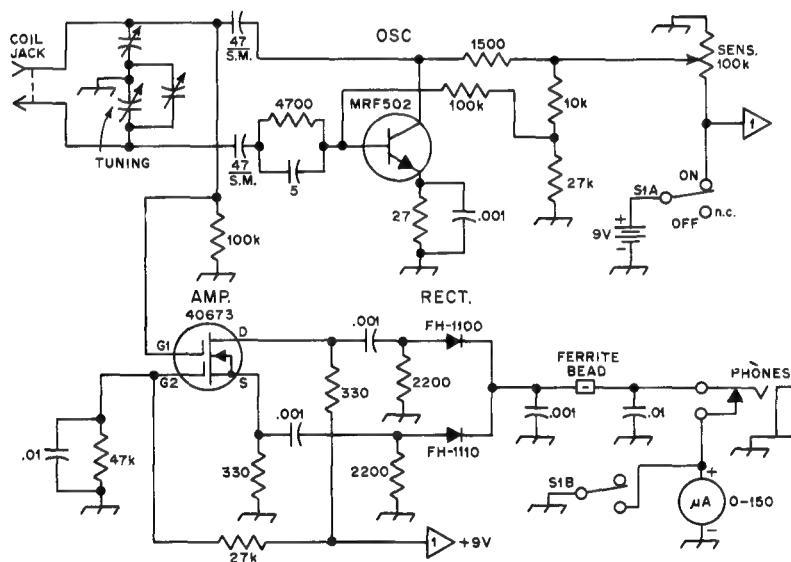 COIL
JACK
47
S.M.
OSC
1500
SENS.
100k
4700
MRF502
100k
10k
1
TUNING
47
S.M.
5
27k
ON
S1A
27
.001
9V
+
−
OFF
n.c.
100k
AMP.
40673
RECT.
G1
D
.001
FH-1100
FERRITE
BEAD
PHONES
G2
S
330
2200
.001
.001
.01
.01
47k
330
2200
FH-1110
S1B
+
µA
0-150
−
27k
1
+9V